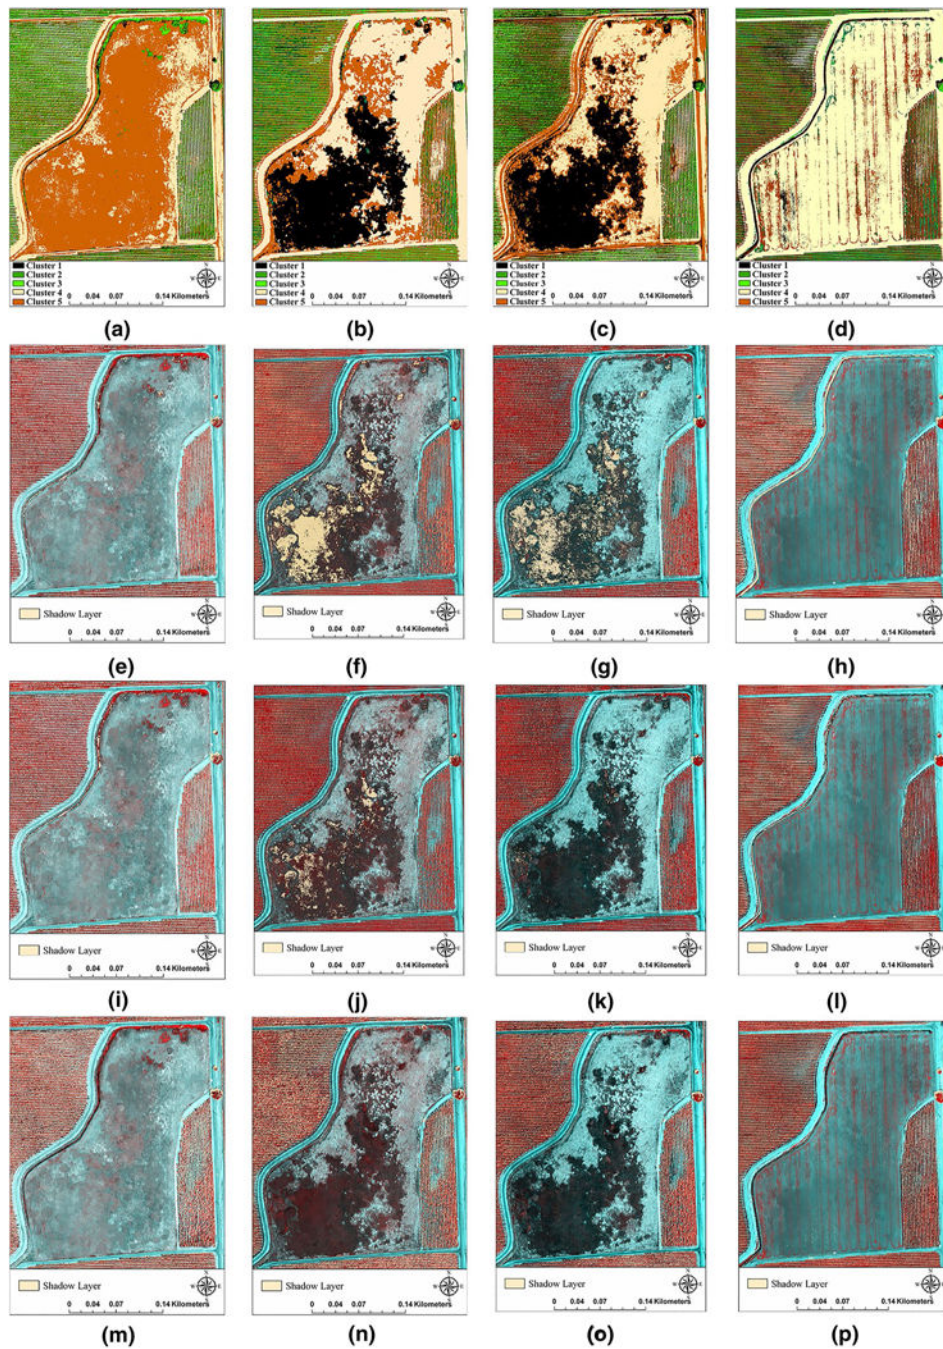 Cluster 1
Cluster 2
Cluster 3
Cluster 4
Cluster 5
0 0.04 0.07 0.14 Kilometers
N
W E
Cluster 1
Cluster 2
Cluster 3
Cluster 4
Cluster 5
0 0.04 0.07 0.14 Kilometers
N
W E
Cluster 1
Cluster 2
Cluster 3
Cluster 4
Cluster 5
0 0.04 0.07 0.14 Kilometers
N
W E
Cluster 1
Cluster 2
Cluster 3
Cluster 4
Cluster 5
0 0.04 0.07 0.14 Kilometers
N
W E
(a) (b) (c) (d)
Shadow Layer
0 0.04 0.07 0.14 Kilometers
Shadow Layer
0 0.04 0.07 0.14 Kilometers
Shadow Layer
0 0.04 0.07 0.14 Kilometers
Shadow Layer
0 0.04 0.07 0.14 Kilometers
(e) (f) (g) (h)
Shadow Layer
0 0.04 0.07 0.14 Kilometers
Shadow Layer
0 0.04 0.07 0.14 Kilometers
Shadow Layer
0 0.04 0.07 0.14 Kilometers
Shadow Layer
0 0.04 0.07 0.14 Kilometers
(i) (j) (k) (l)
Shadow Layer
0 0.04 0.07 0.14 Kilometers
Shadow Layer
0 0.04 0.07 0.14 Kilometers
Shadow Layer
0 0.04 0.07 0.14 Kilometers
Shadow Layer
0 0.04 0.07 0.14 Kilometers
(m) (n) (o) (p)